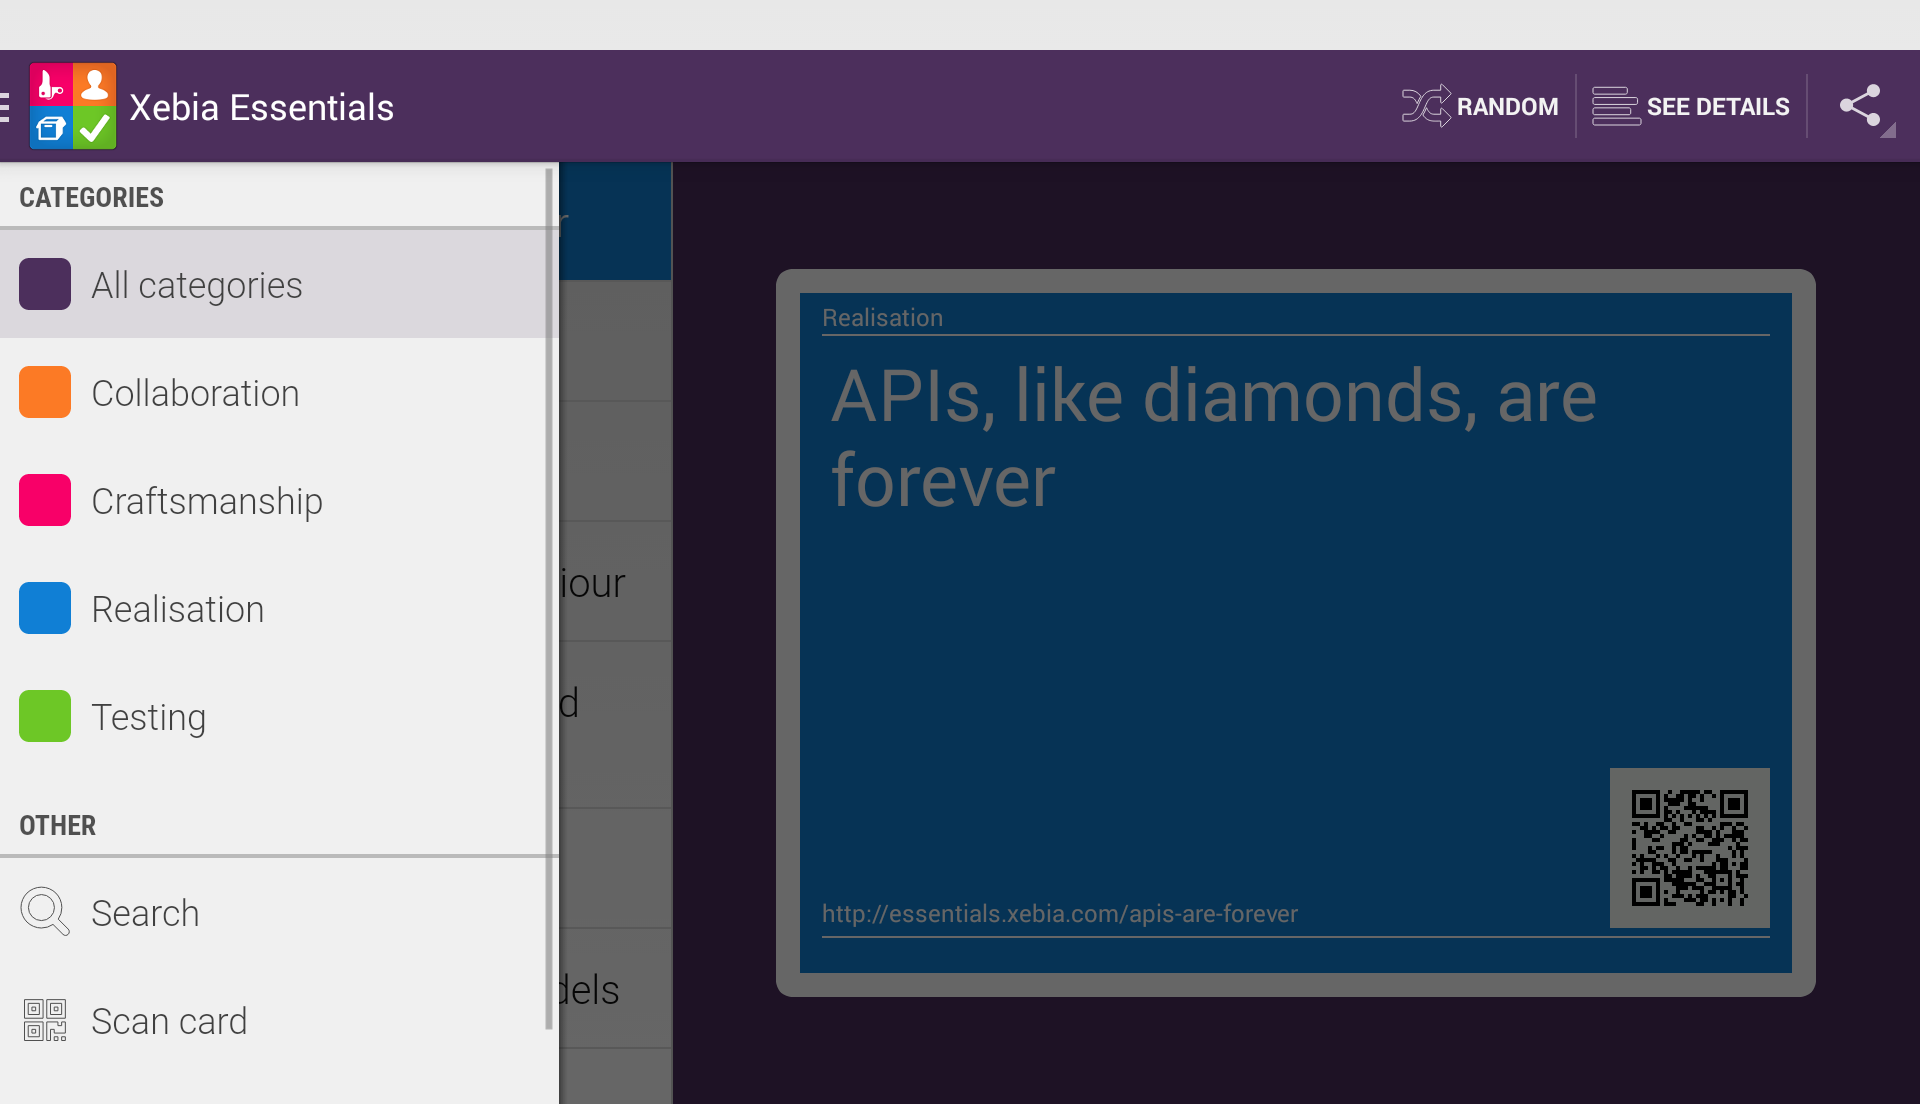 Xebia Essentials
RANDOM
SEE DETAILS
CATEGORIES
All categories
Collaboration
Craftsmanship
Realisation
Testing
OTHER
Search
Scan card
r
iour
d
dels
Realisation
APIs, like diamonds, are
forever
http://essentials.xebia.com/apis-are-forever